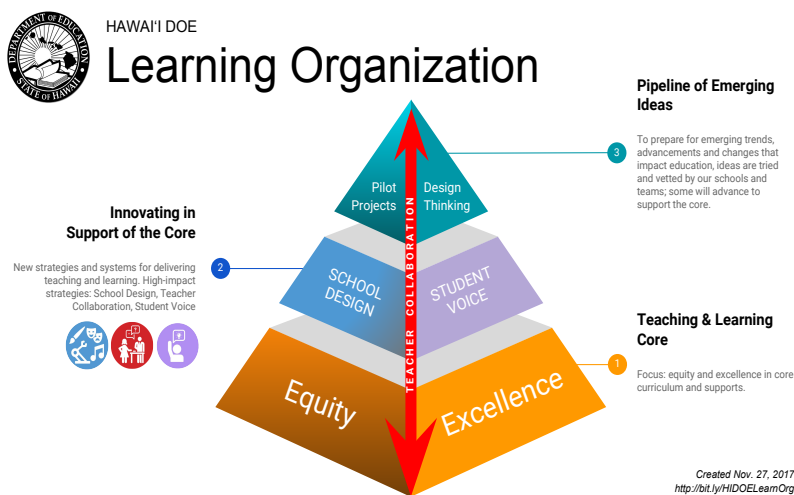 DEPARTMENT OF EDUCATION
STATE OF HAWAII
HAWAIʻI DOE
Learning Organization
Pipeline of Emerging
Ideas
3
To prepare for emerging trends,
advancements and changes that
impact education, ideas are tried
and vetted by our schools and
teams; some will advance to
support the core.
Pilot
Projects
Design
Thinking
TEACHER COLLABORATION
Innovating in
Support of the Core
2
New strategies and systems for delivering
teaching and learning. High-impact
strategies: School Design, Teacher
Collaboration, Student Voice
SCHOOL
DESIGN
STUDENT
VOICE
Teaching & Learning
Core
1
Focus: equity and excellence in core
curriculum and supports.
Equity
Excellence
Created Nov. 27, 2017
http://bit.ly/HIDOELearnOrg